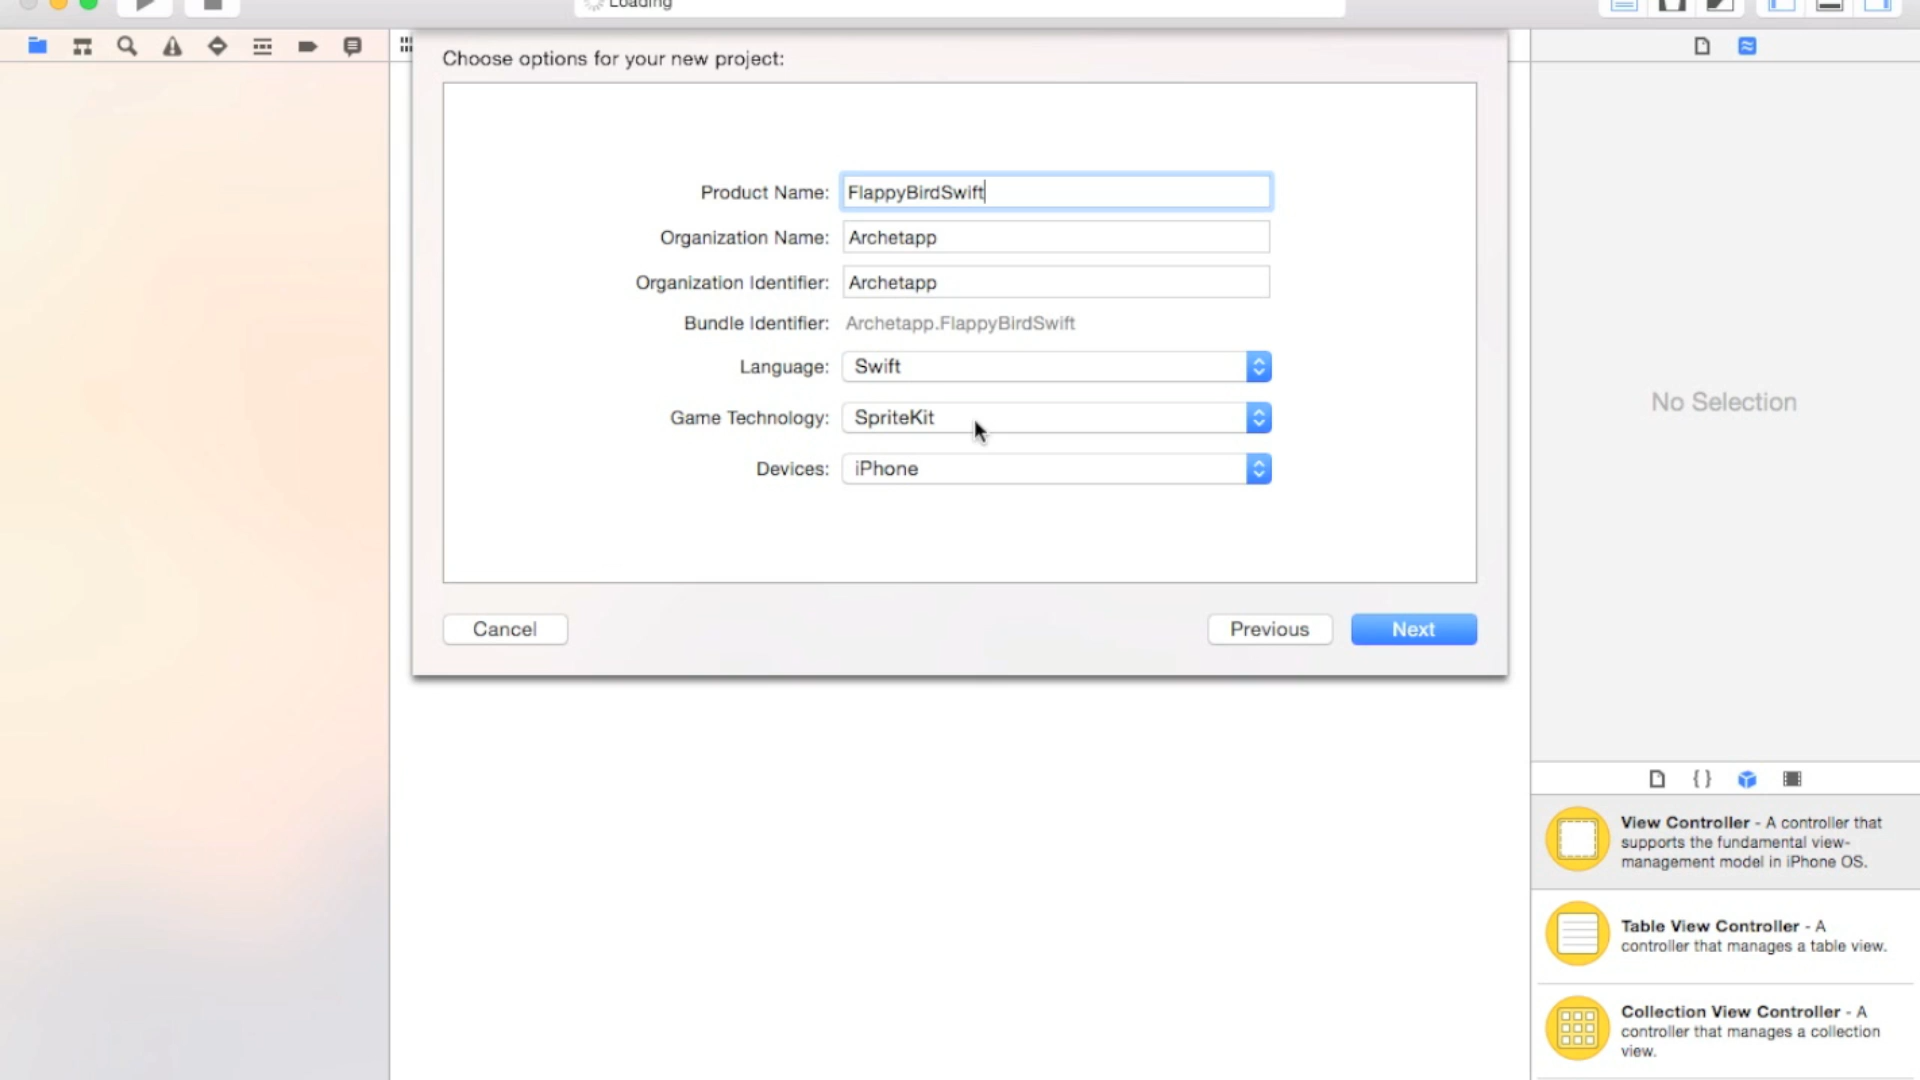 Loading
Choose options for your new project:
Product Name: FlappyBirdSwift
Organization Name: Archetapp
Organization Identifier: Archetapp
Bundle Identifier: Archetapp.FlappyBirdSwift
Language: Swift
Game Technology: SpriteKit
Devices: iPhone
Cancel
Previous
Next
No Selection
{ }
View Controller - A controller that
supports the fundamental view-
management model in iPhone OS.
Table View Controller - A
controller that manages a table view.
Collection View Controller - A
controller that manages a collection
view.